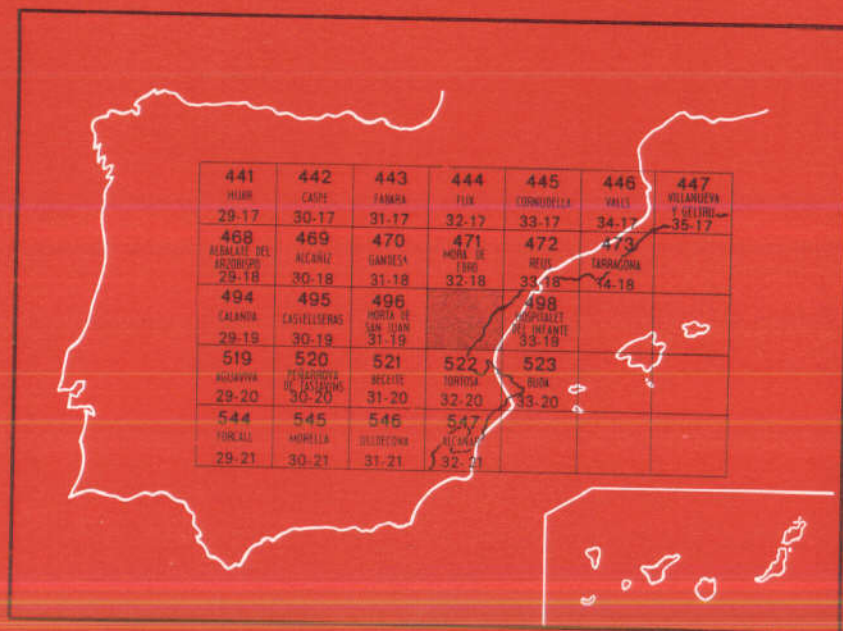 441 442 443 444 445 446 447
HIJAR CASPE FABARA FLIX CORNUDELLA VALLS VILLANUEVA
Y GELTRU
29-17 30-17 31-17 32-17 33-17 34-17 35-17
468 469 470 471 472 473
ALBALATE DEL ALCAÑIZ GANDESA MORA DE REUS TARRAGONA
ARZOBISPO EBRO
29-18 30-18 31-18 32-18 33-18 34-18
494 495 496 498
CALANDA CASTELLSERAS HORTA DE HOSPITALET
SAN JUAN DEL INFANTE
29-19 30-19 31-19 33-19
519 520 521 522 523
AGUAVIVA PEÑARROYA BECEITE TORTOSA BUDA
DE TASTAVINS
29-20 30-20 31-20 32-20 33-20
544 545 546 547
FORCALL MORELLA ULLDECONA ALCANAR
29-21 30-21 31-21 32-21